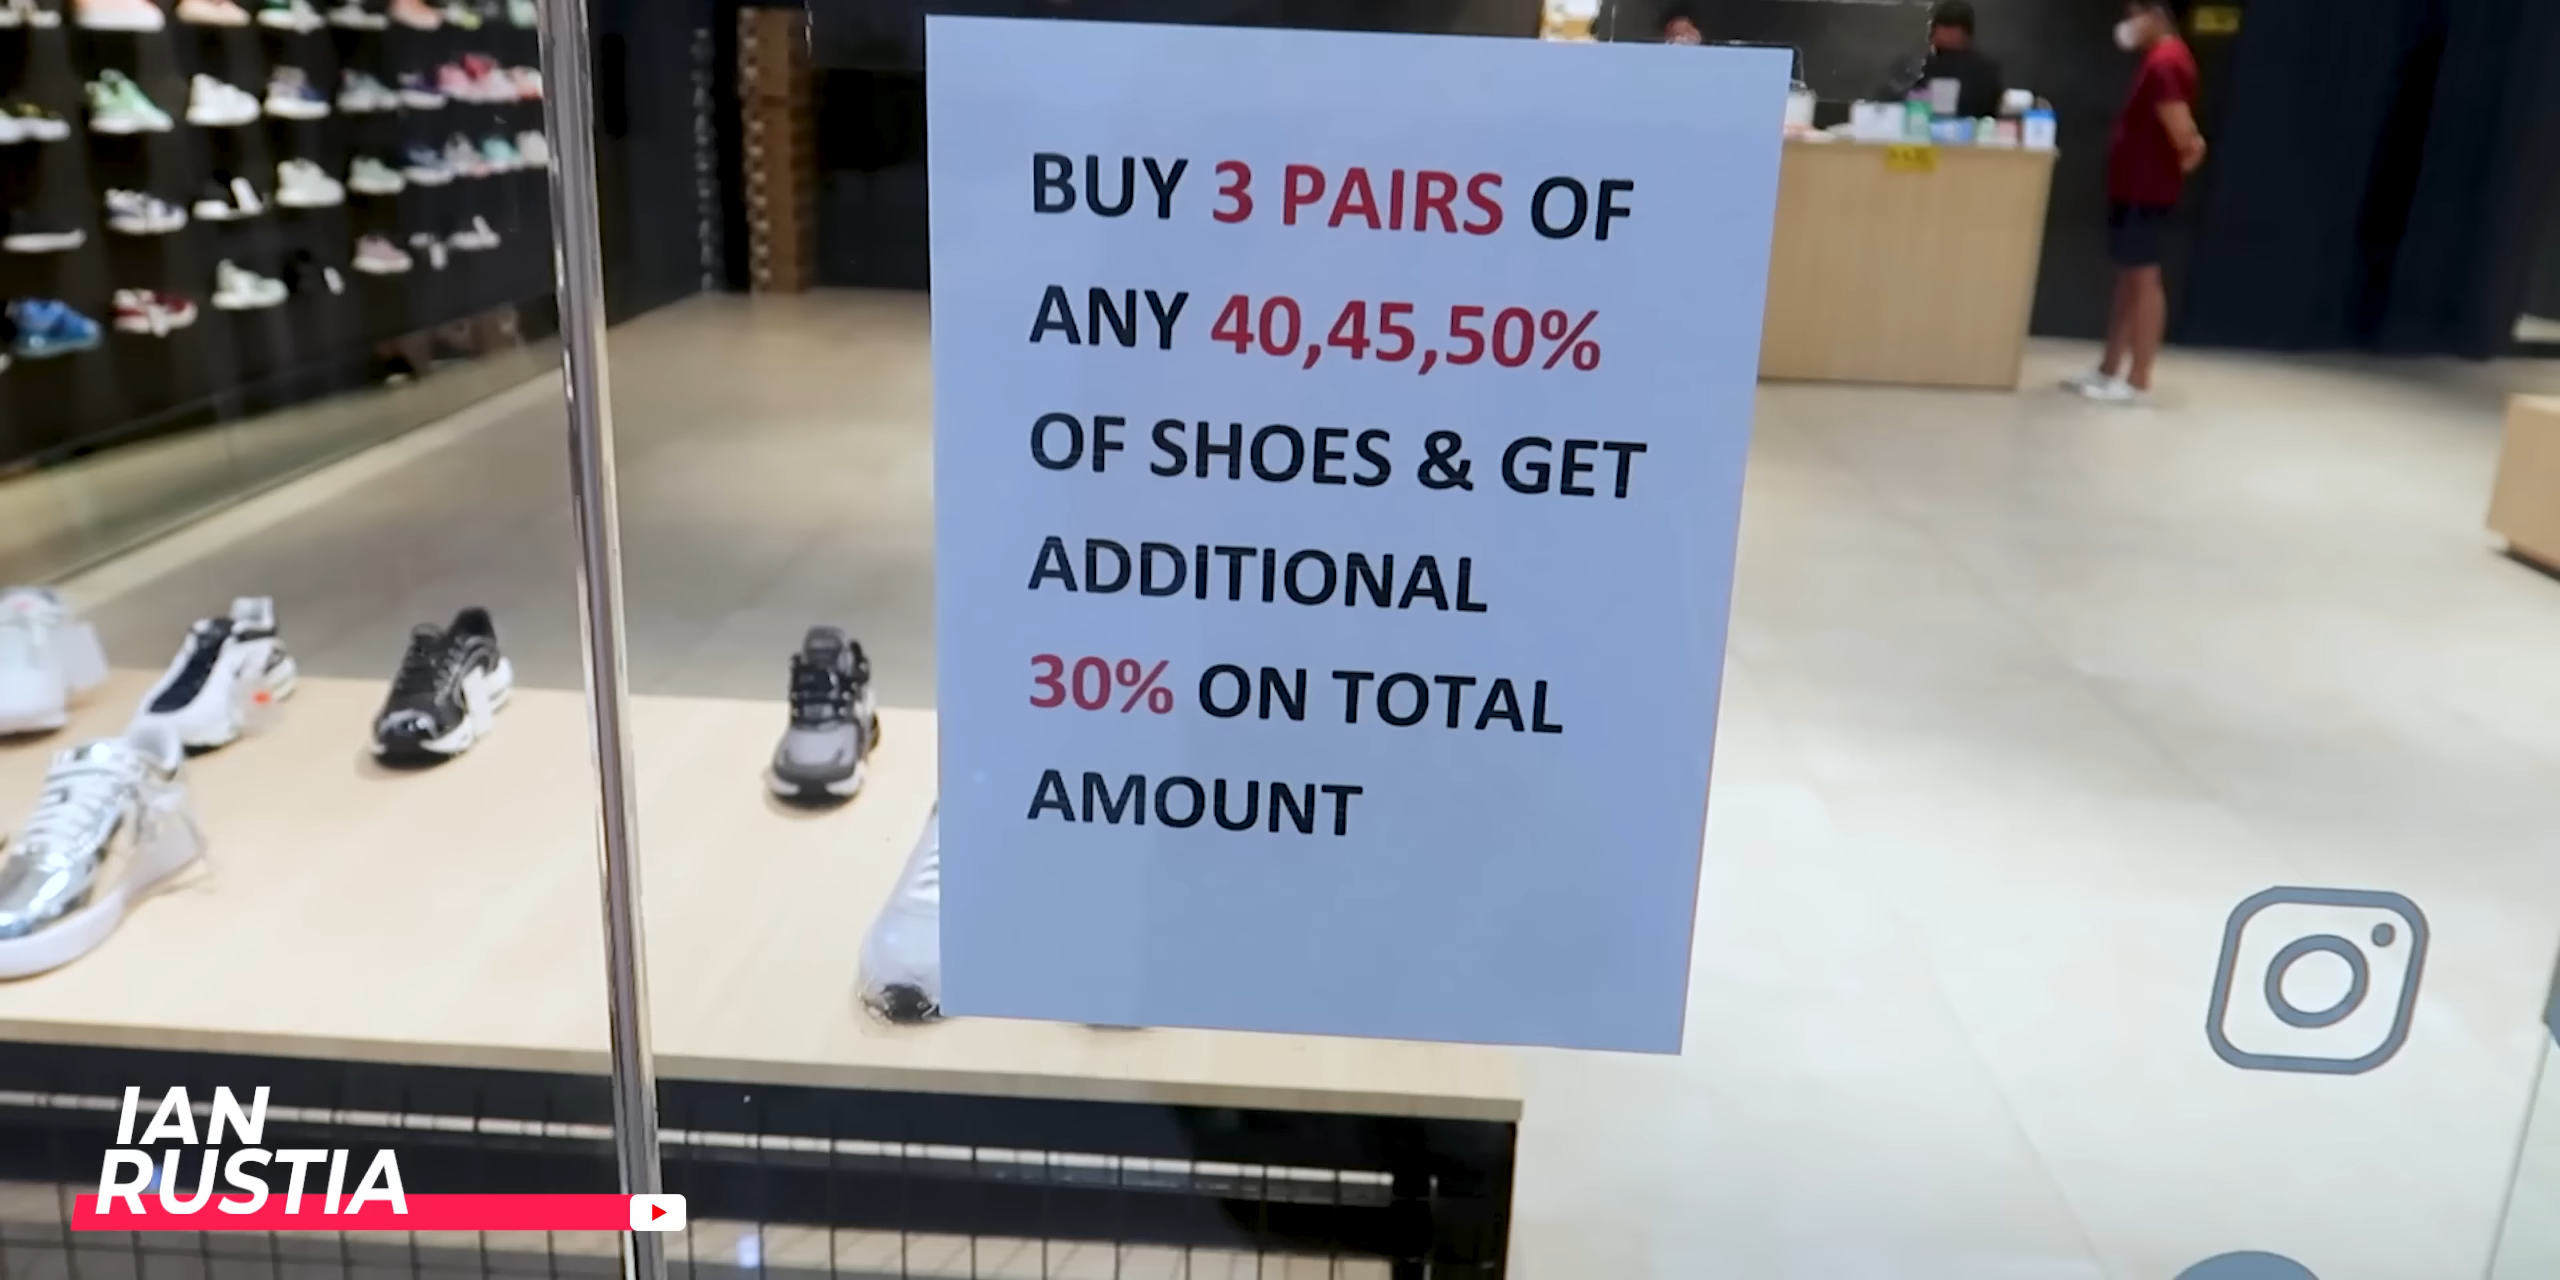 BUY 3 PAIRS OF
ANY 40,45,50%
OF SHOES & GET
ADDITIONAL
30% ON TOTAL
AMOUNT
IAN
RUSTIA